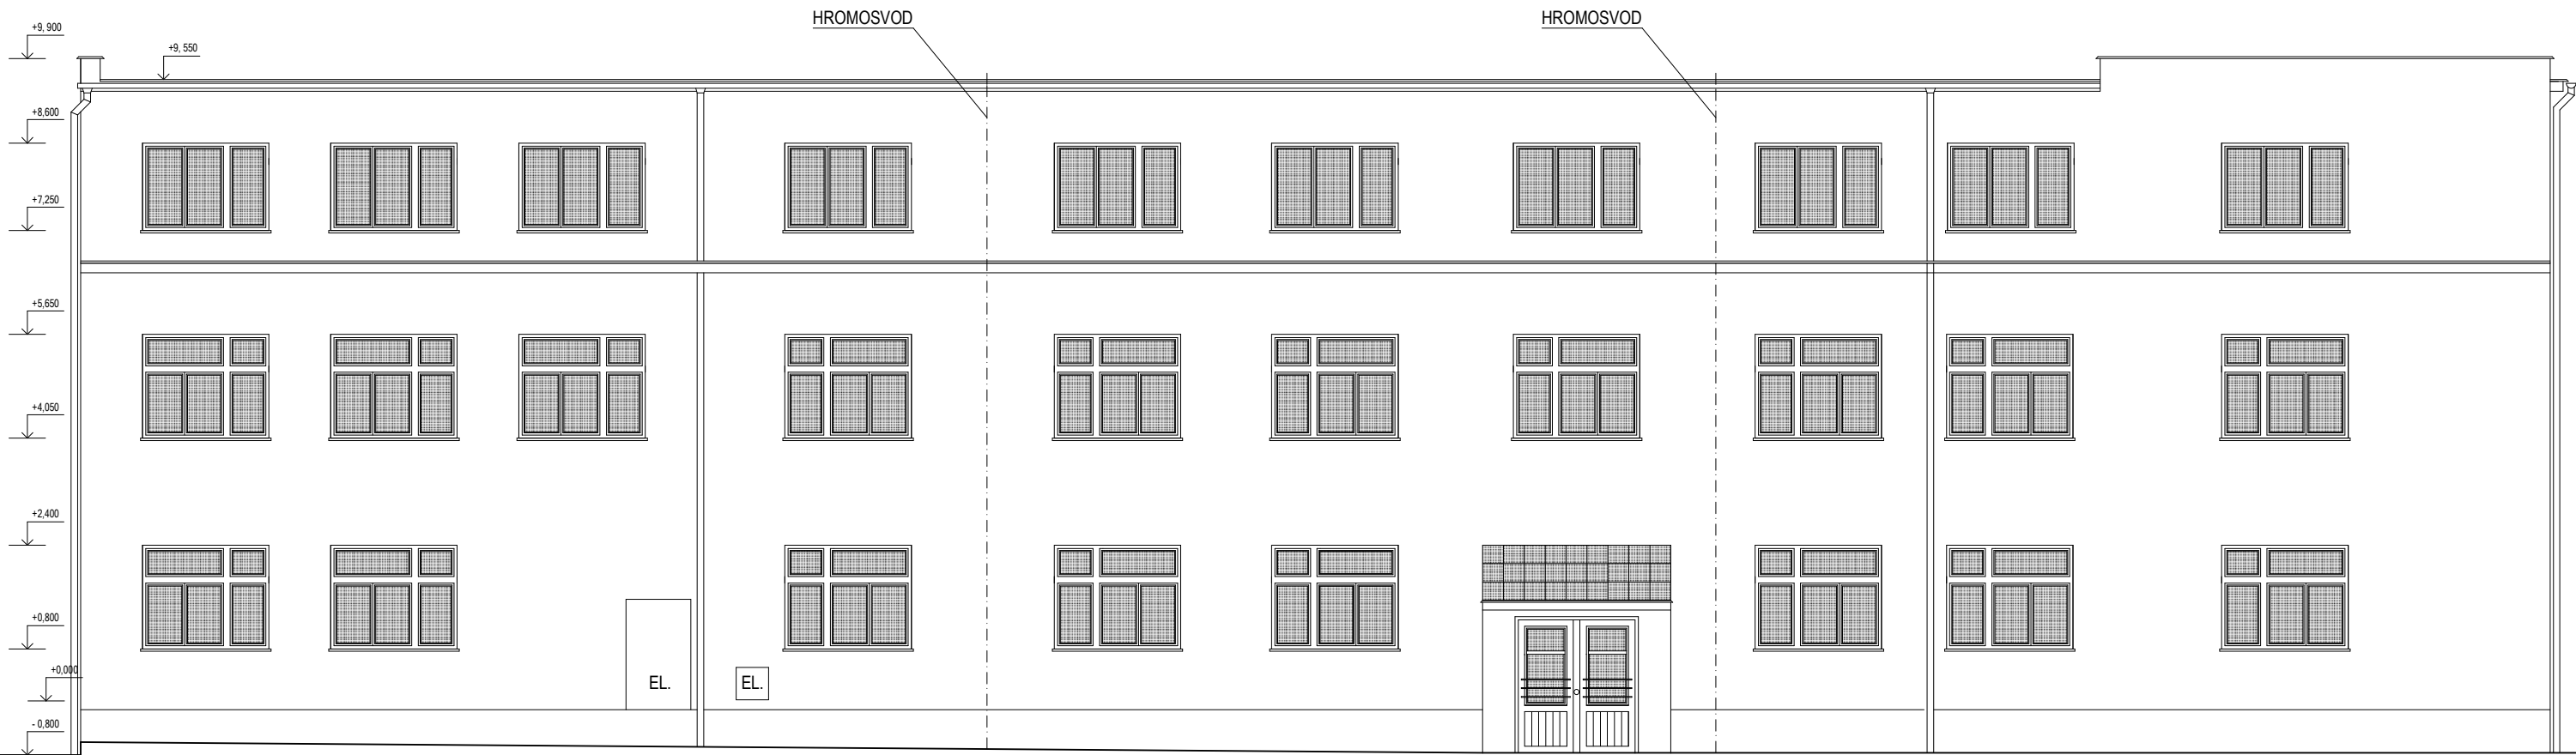 HROMOSVOD
HROMOSVOD
+9, 900
+9, 550
+8,600
+7,250
+5,650
+4,050
+2,400
+0,800
+0,000
EL.
EL.
- 0,800